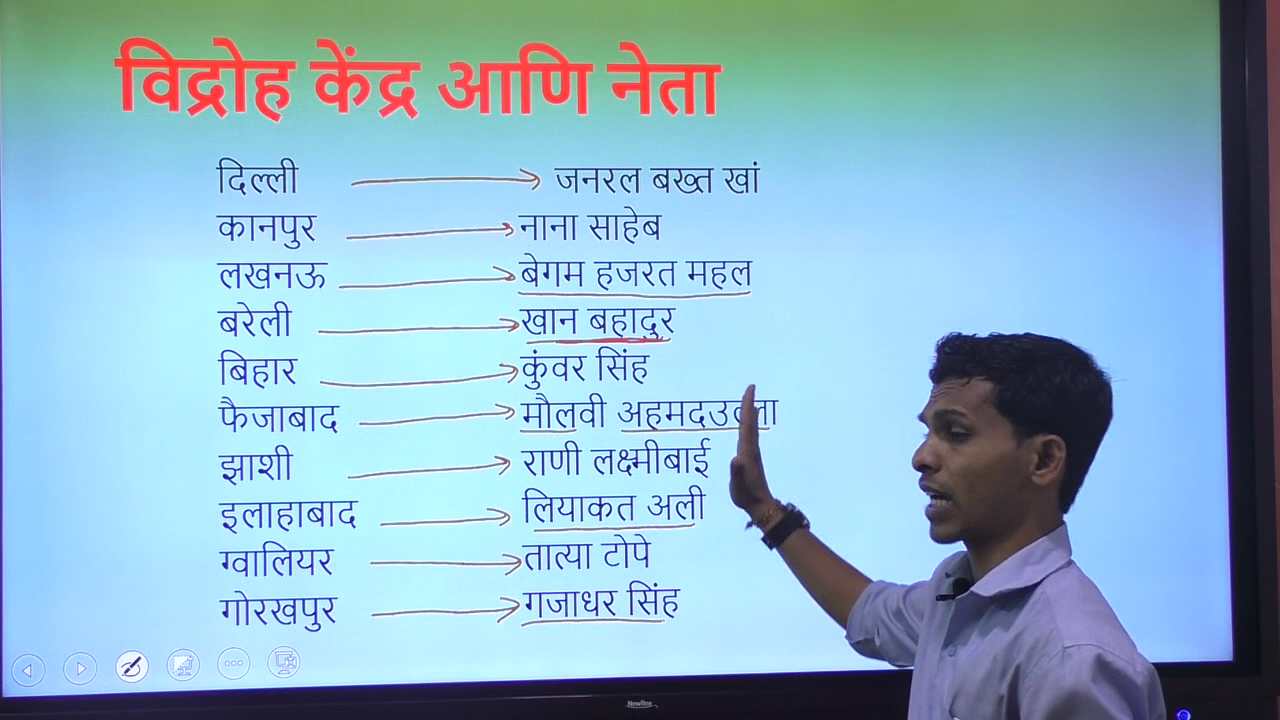 विद्रोह केंद्र आणि नेता
दिल्ली जनरल बख्त खां
कानपुर नाना साहेब
लखनऊ बेगम हजरत महल
बरेली खान बहादुर
बिहार कुंवर सिंह
फैजाबाद मौलवी अहमदउल्ला
झाशी राणी लक्ष्मीबाई
इलाहाबाद लियाकत अली
ग्वालियर तात्या टोपे
गोरखपुर गजाधर सिंह
Newline